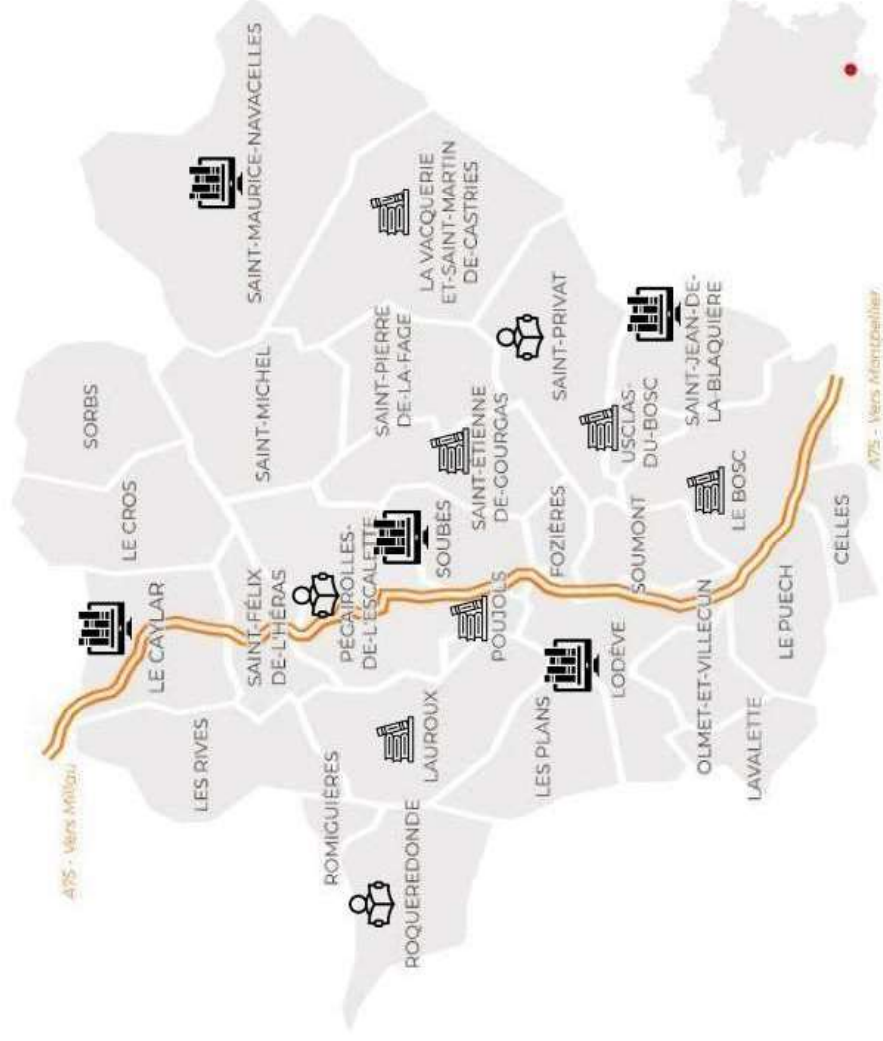 A75 - Vers Millau
SORBS
LE CROS
LE CAYLAR
LES RIVES
SAINT-MAURICE-NAVACELLES
SAINT-MICHEL
SAINT-FÉLIX
DE-L'HÉRAS
ROMIGUIÈRES
PÉGAIROLLES-
DE-L'ESCALETTE
SAINT-PIERRE
DE-LA-FAGE
LA VACQUERIE
ET-SAINT-MARTIN
DE-CASTRIES
ROQUEREDONDE
LAUROUX
SOUBÈS
SAINT-ETIENNE
DE-GOURGAS
POUJOLS
LES PLANS
FOZIÈRES
SAINT-PRIVAT
LODÈVE
USCLAS-
DU-BOSC
SOUMONT
SAINT-JEAN-DE-
LA-BLAQUIÈRE
OLMET-ET-VILLECUN
LE BOSC
LAVALETTE
LE PUECH
CELLES
A75 - Vers Montpellier